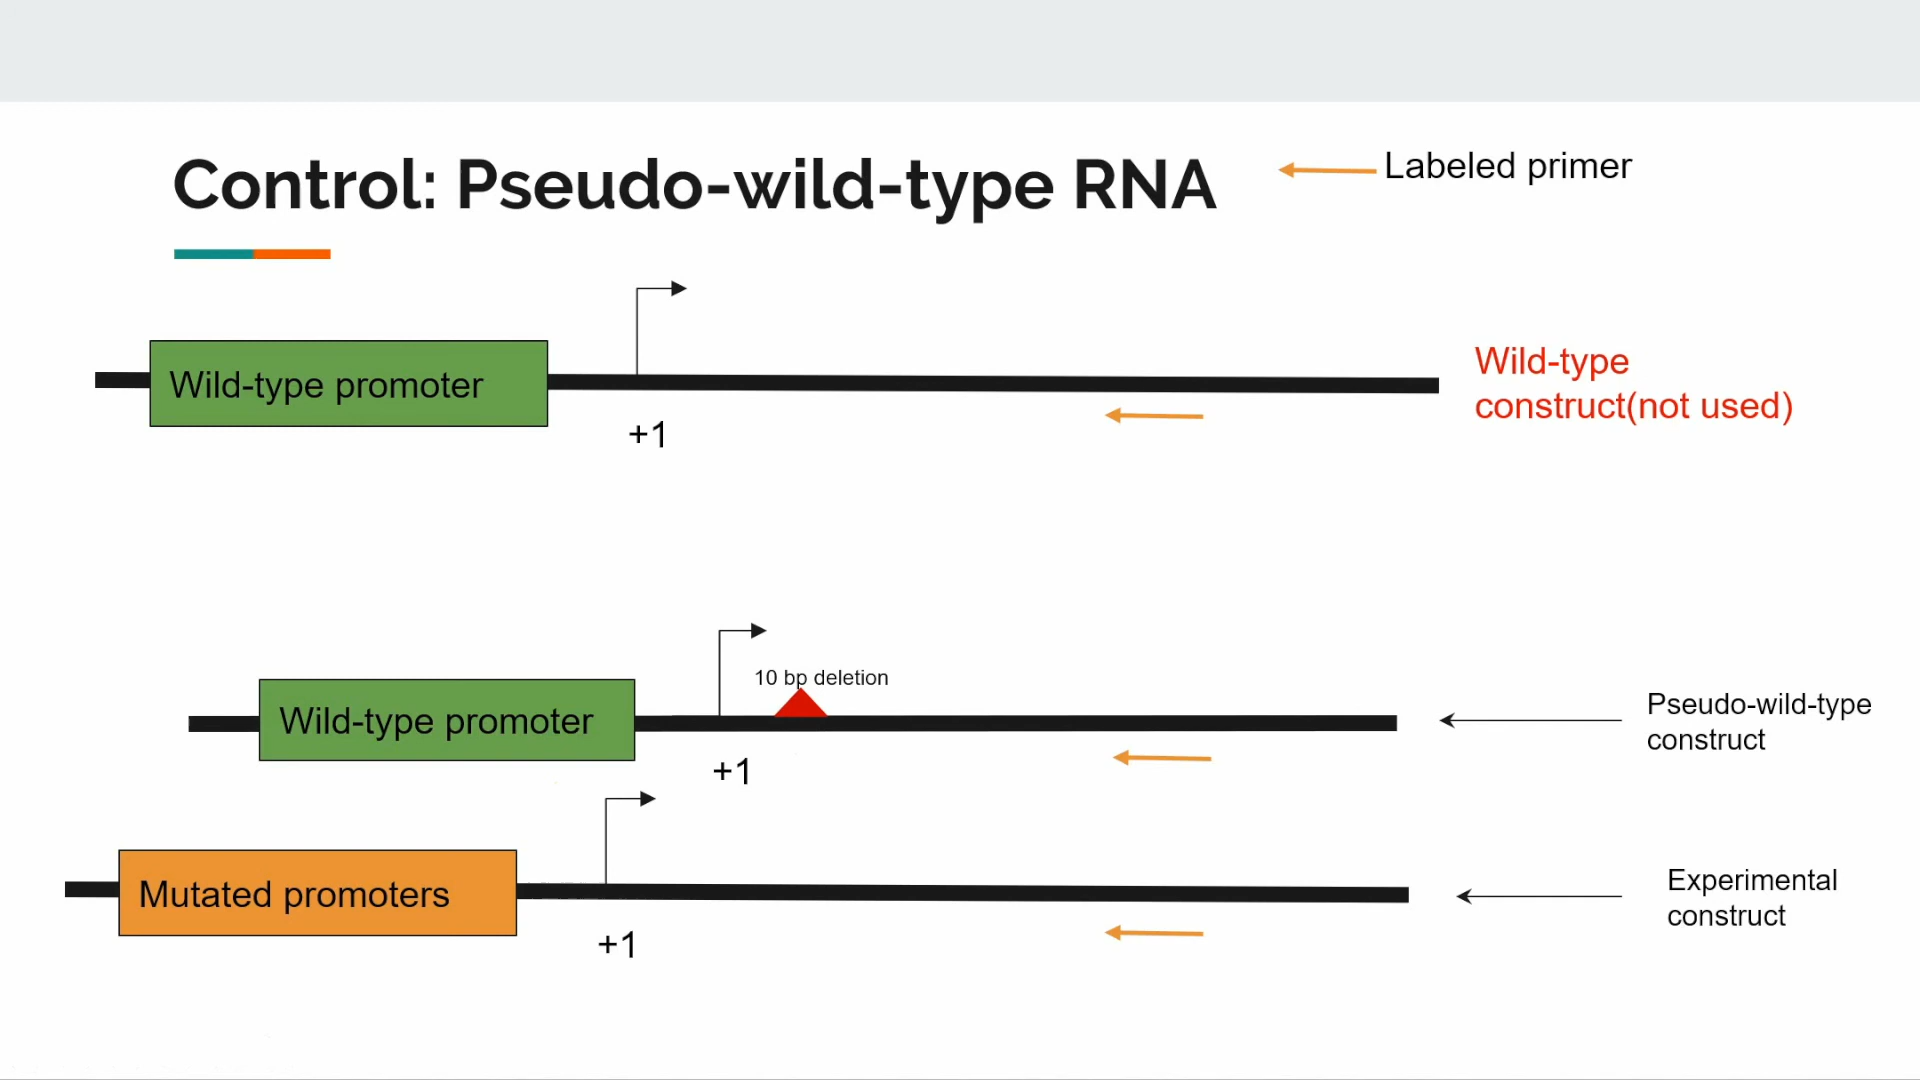 Control: Pseudo-wild-type RNA
Labeled primer
Wild-type promoter
+1
Wild-type
construct(not used)
10 bp deletion
Wild-type promoter
+1
Pseudo-wild-type
construct
Mutated promoters
+1
Experimental
construct